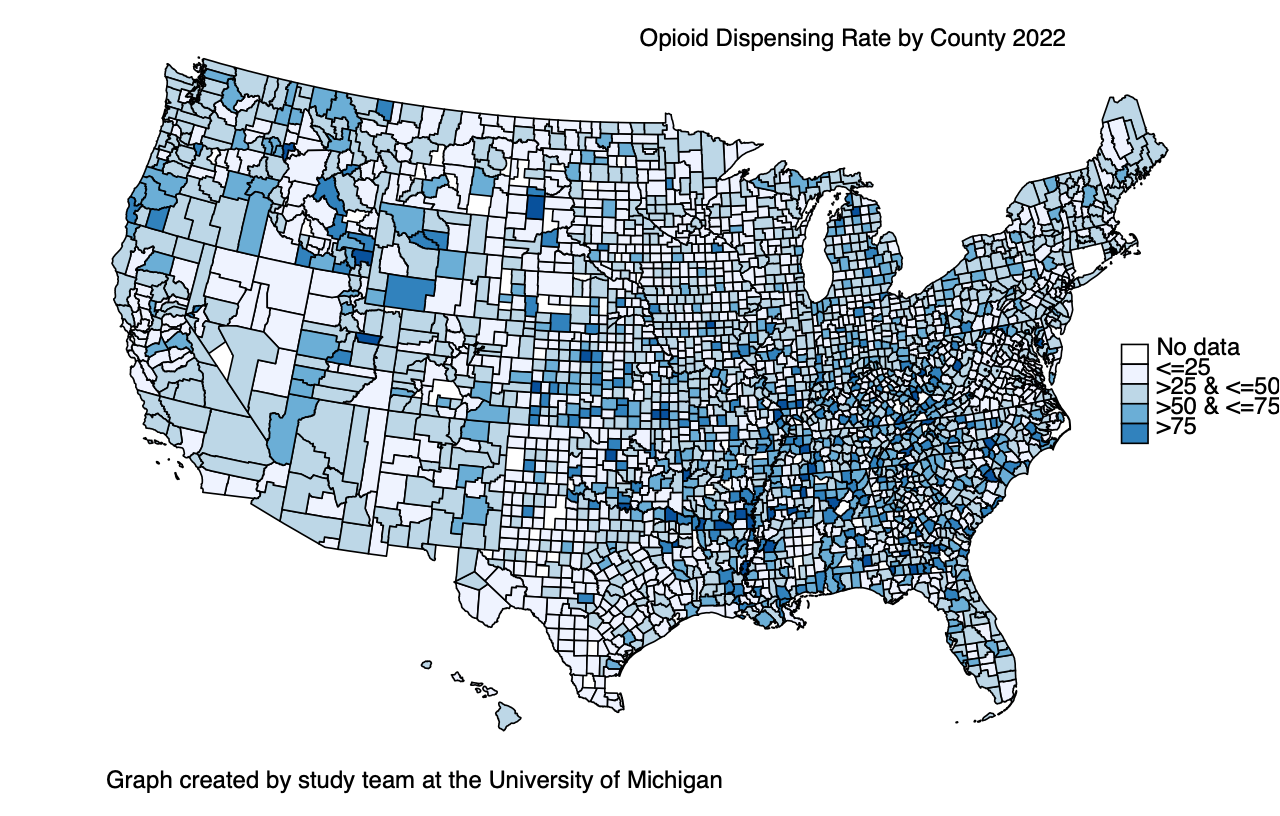 Opioid Dispensing Rate by County 2022
No data
<=25
>25 & <=50
>50 & <=75
>75
Graph created by study team at the University of Michigan